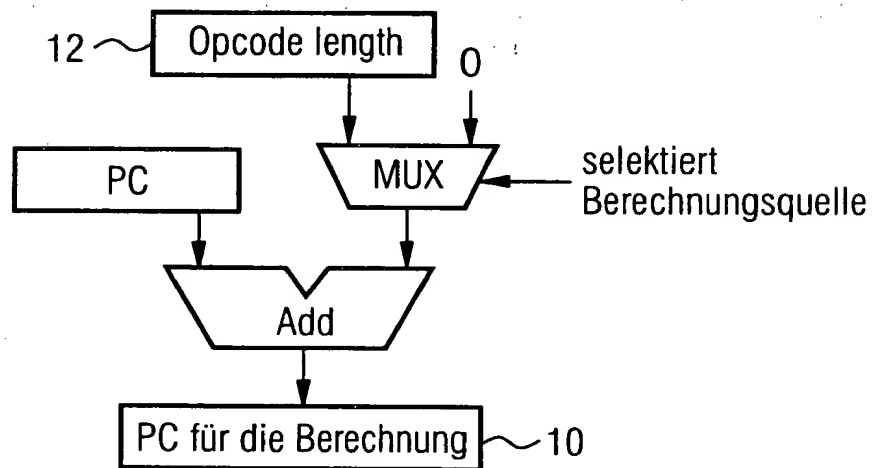 12
Opcode length
0
PC
MUX
selektiert
Berechnungsquelle
Add
PC für die Berechnung
10